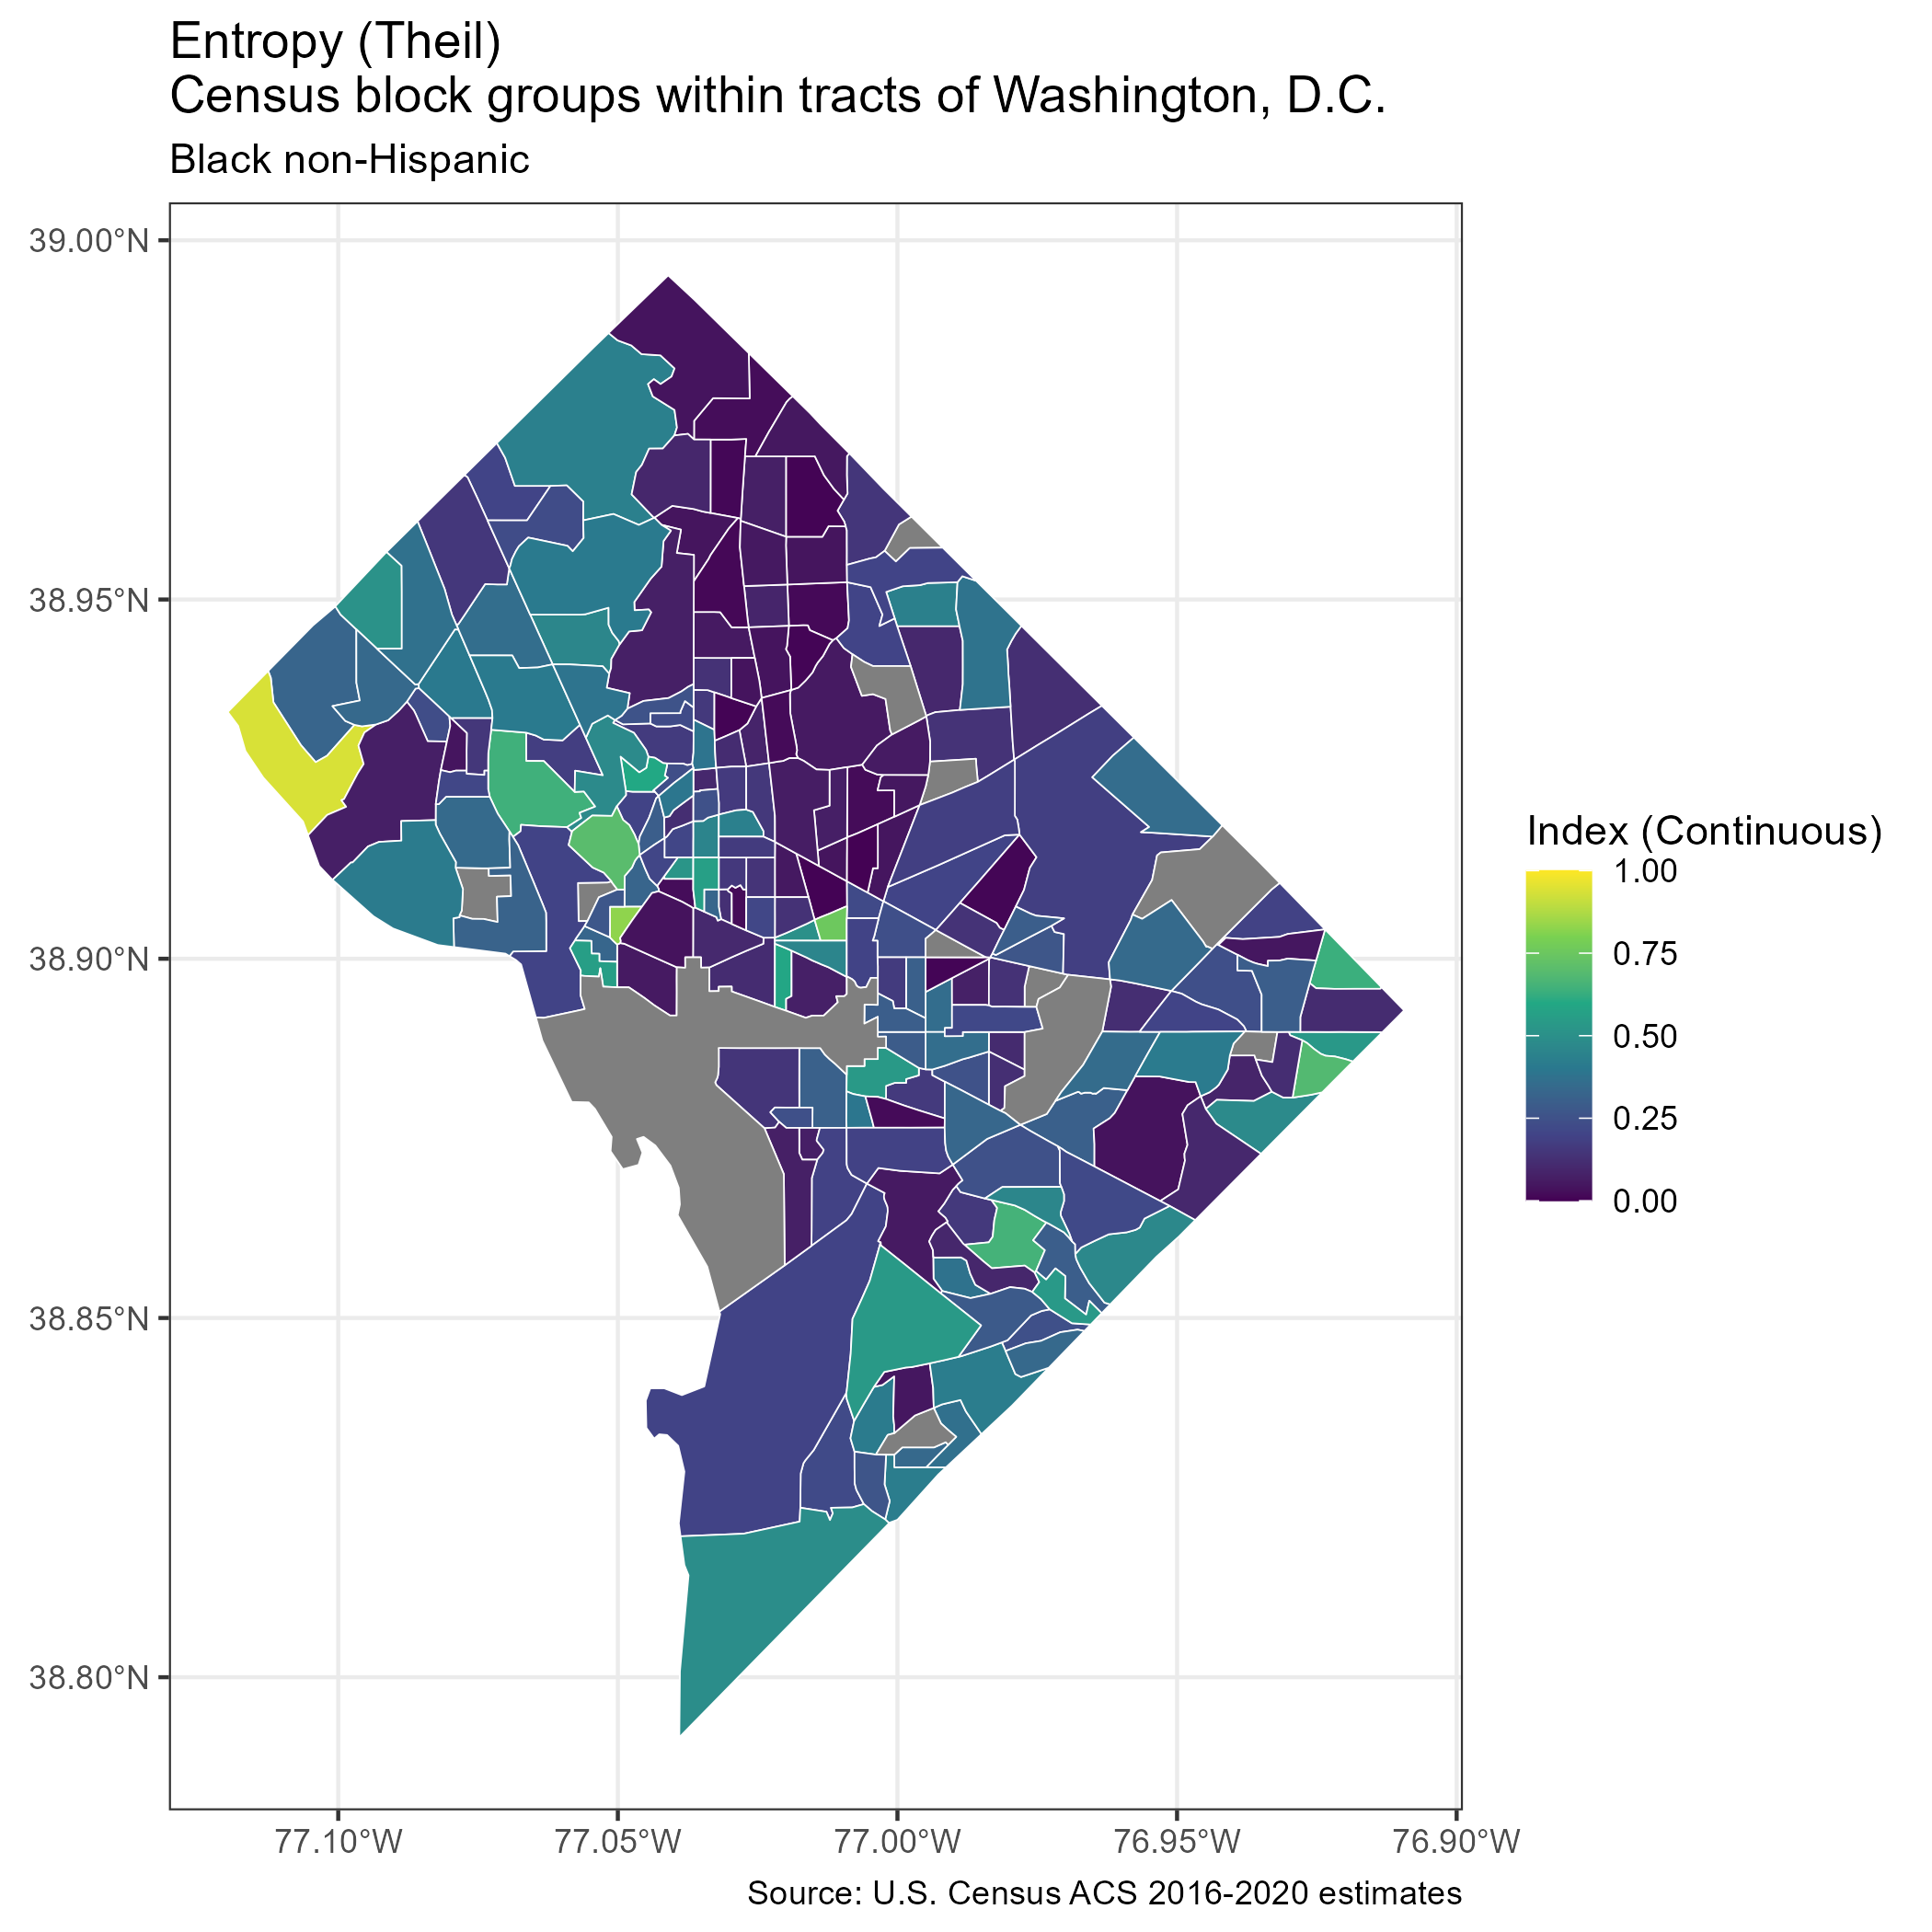 Entropy (Theil)
Census block groups within tracts of Washington, D.C.
Black non-Hispanic
39.00°N
38.95°N
38.90°N
38.85°N
38.80°N
77.10°W
77.05°W
77.00°W
76.95°W
76.90°W
Index (Continuous)
1.00
0.75
0.50
0.25
0.00
Source: U.S. Census ACS 2016-2020 estimates